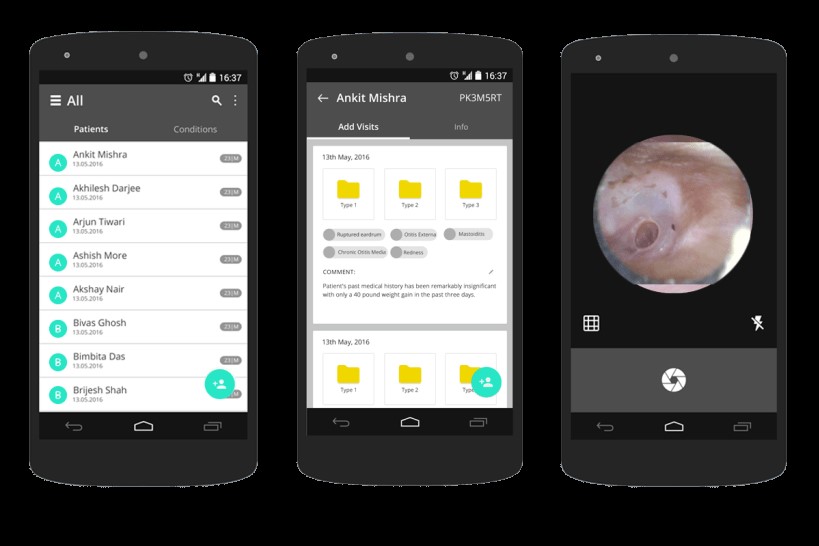 16:37
All
Patients
Conditions
A
Ankit Mishra
13.05.2016
23|M
A
Akhilesh Darjee
13.05.2016
23|M
A
Arjun Tiwari
13.05.2016
23|M
A
Ashish More
13.05.2016
23|M
A
Akshay Nair
13.05.2016
23|M
B
Bivas Ghosh
13.05.2016
23|M
B
Bimbita Das
13.05.2016
23|M
B
Brijesh Shah
13.05.2016
16:37
Ankit Mishra PK3M5RT
Add Visits
Info
13th May, 2016
Type 1 Type 2 Type 3
Ruptured eardrum Otitis Externa Mastoiditis
Chronic Otitis Media Redness
COMMENT:
Patient's past medical history has been remarkably insignificant
with only a 40 pound weight gain in the past three days.
13th May, 2016
Type 1 Type 2